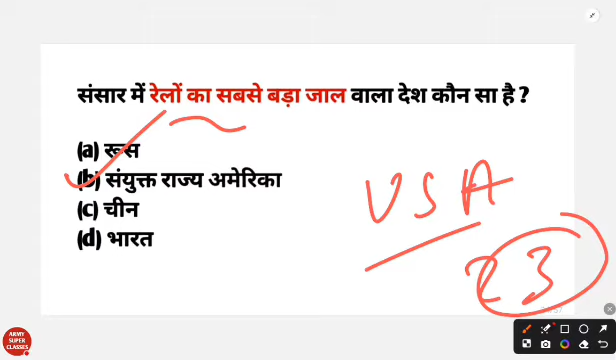 संसार में रेलों का सबसे बड़ा जाल वाला देश कौन सा है ?
(a) रूस
(b) संयुक्त राज्य अमेरिका
(c) चीन
(d) भारत
USA
23
ARMY
SUPER
CLASSES